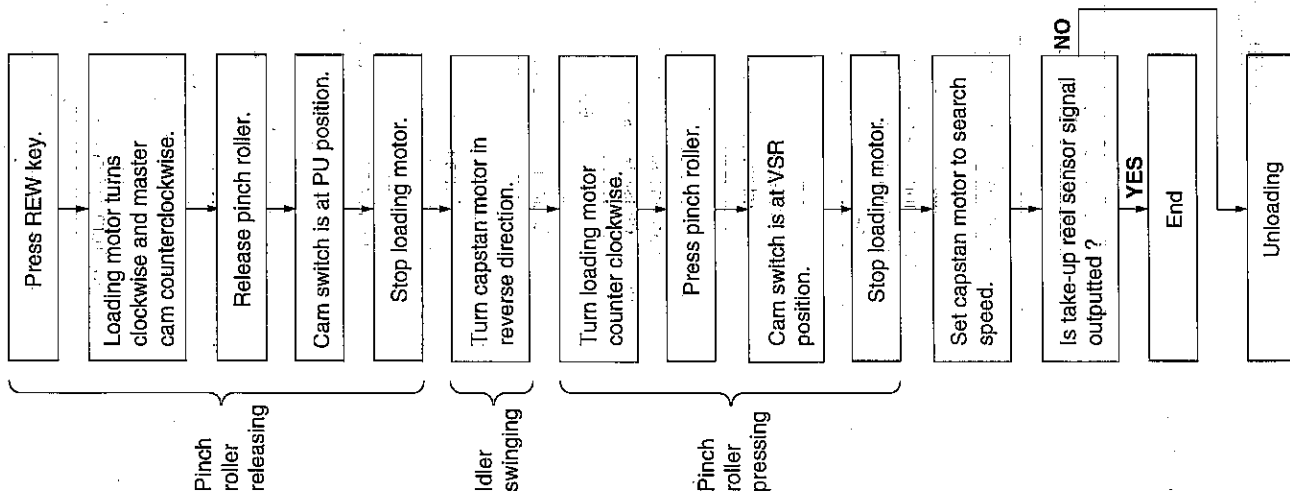 Press REW key.
Loading motor turns
clockwise and master
cam counterclockwise.
Release pinch roller.
Cam switch is at PU position.
Stop loading motor.
Pinch
roller
releasing
Turn capstan motor in
reverse direction.
Idler
swinging
Turn loading motor
counter clockwise.
Press pinch roller.
Cam switch is at VSR
position.
Stop loading motor.
Pinch
roller
pressing
Set capstan motor to search
speed.
Is take-up reel sensor signal
outputted ?
NO
YES
End
Unloading